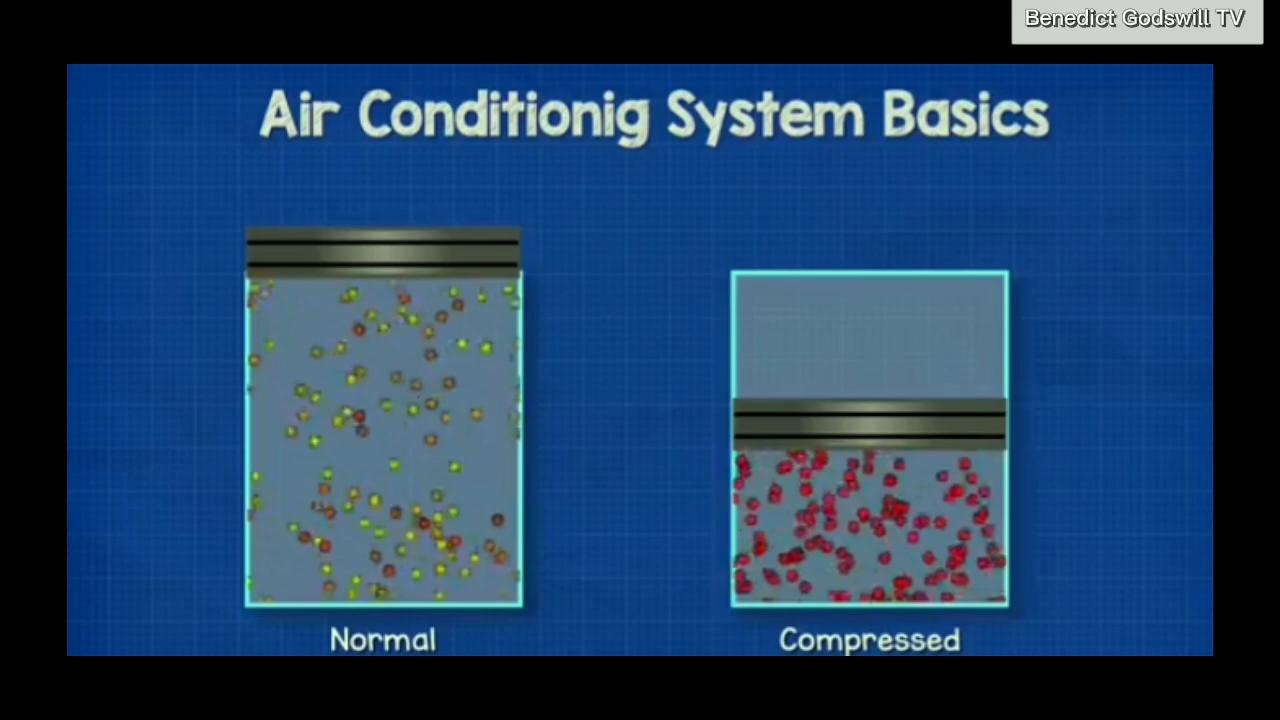 Benedict Godswill TV
Air Conditionig System Basics
Normal
Compressed